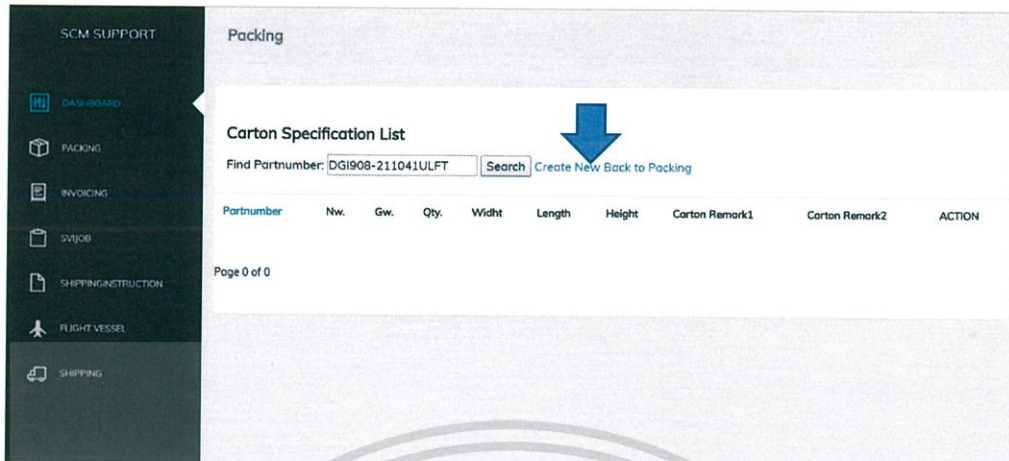 SCM SUPPORT
Packing
DASHBOARD
PACKING
INVOICING
SVIJOB
SHIPPINGINSTRUCTION
FLIGHT VESSEL
SHIPPING
Carton Specification List
Find Partnumber: DGI908-211041ULFT Search Create New Back to Packing
Partnumber Nw. Gw. Qty. Widht Length Height Carton Remark1 Carton Remark2 ACTION
Page 0 of 0